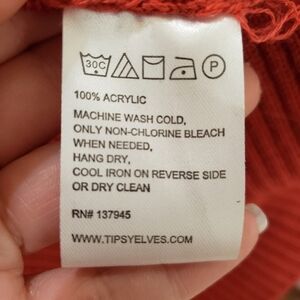 30C P
100% ACRYLIC
MACHINE WASH COLD,
ONLY NON-CHLORINE BLEACH
WHEN NEEDED,
HANG DRY,
COOL IRON ON REVERSE SIDE
OR DRY CLEAN
RN# 137945
WWW.TIPSYELVES.COM